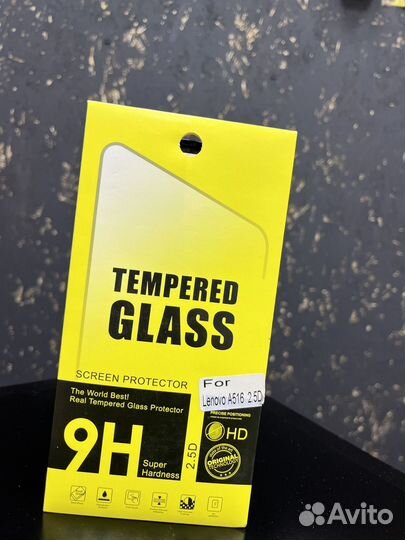 TEMPERED
GLASS
SCREEN PROTECTOR
The World Best!
Real Tempered Glass Protector
For
Lenovo A516 2.5D
PRECISE POSITIONING
9H
Super
Hardness
2.5D
HD
ORIGINAL
TECHNOLOGY
Avito